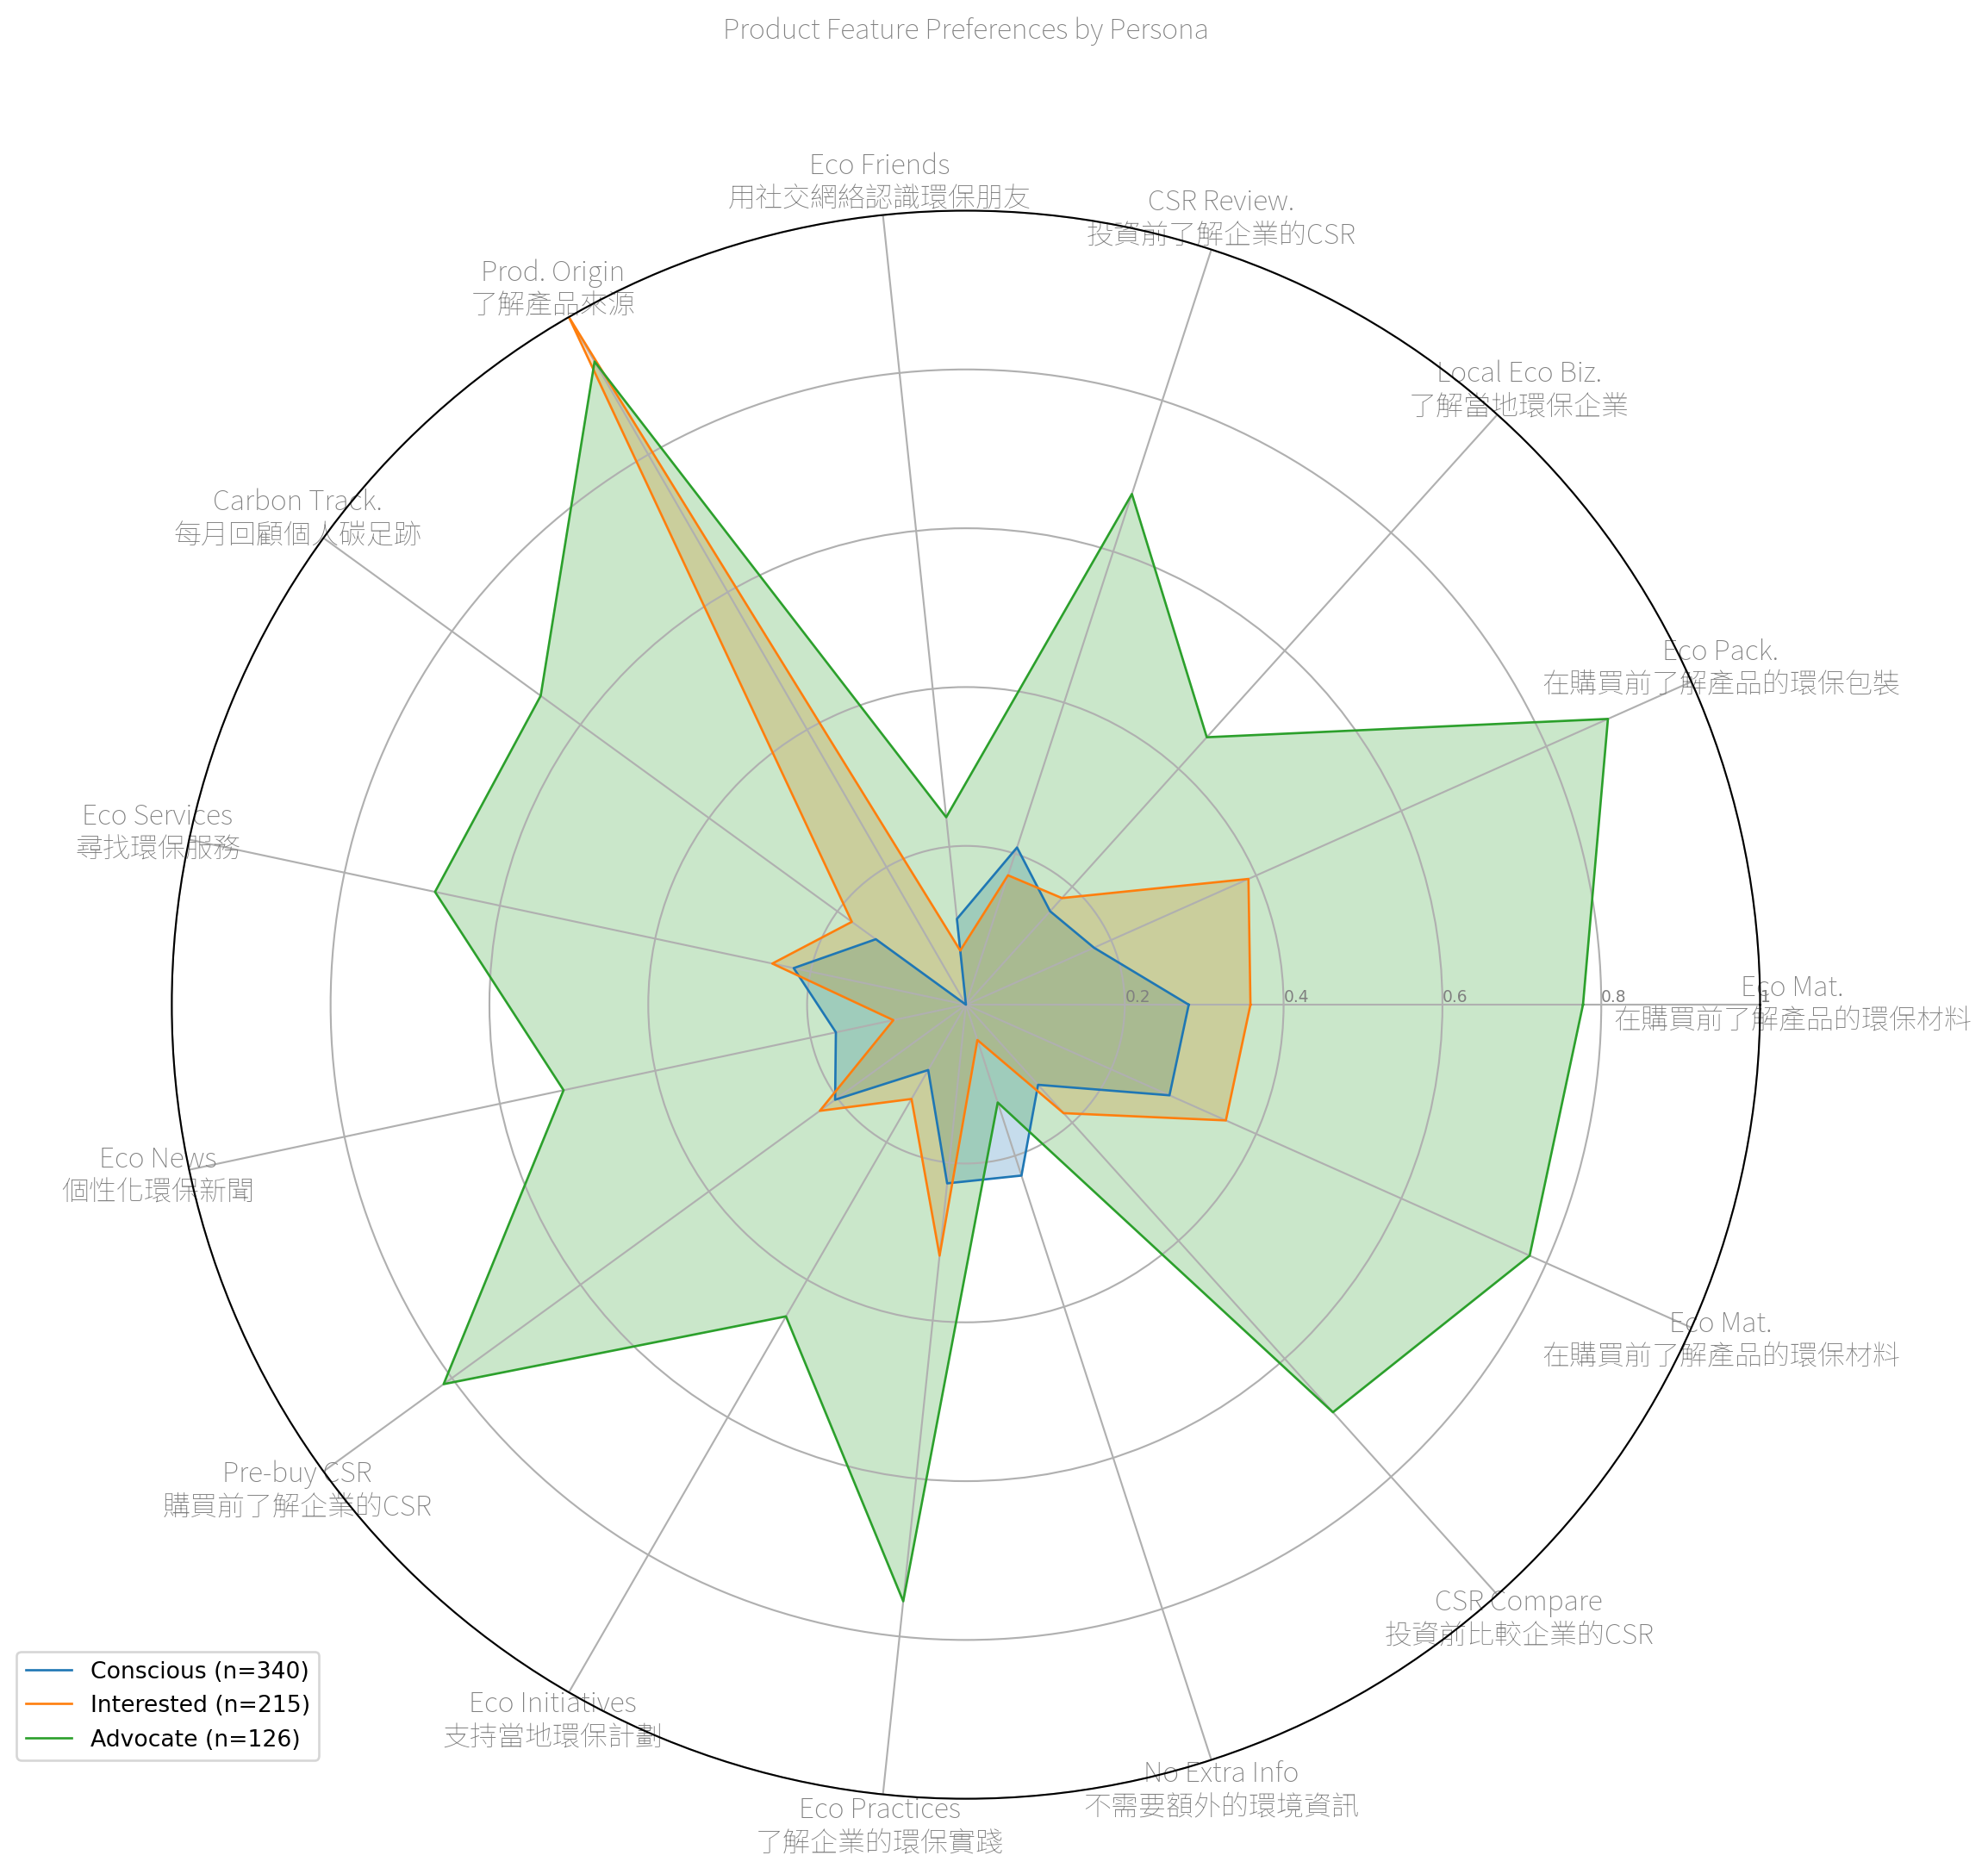 Product Feature Preferences by Persona
Eco Friends
用社交網絡認識環保朋友
CSR Review.
投資前了解企業的CSR
Prod. Origin
了解產品來源
Local Eco Biz.
了解當地環保企業
Carbon Track.
每月回顧個人碳足跡
Eco Pack.
在購買前了解產品的環保包裝
Eco Services
尋找環保服務
Eco Mat.
在購買前了解產品的環保材料
0.2
0.4
0.6
0.8
1
Eco News
個性化環保新聞
Eco Mat.
在購買前了解產品的環保材料
Pre-buy CSR
購買前了解企業的CSR
CSR Compare
投資前比較企業的CSR
Eco Initiatives
支持當地環保計劃
No Extra Info
不需要額外的環境資訊
Eco Practices
了解企業的環保實踐
Conscious (n=340)
Interested (n=215)
Advocate (n=126)